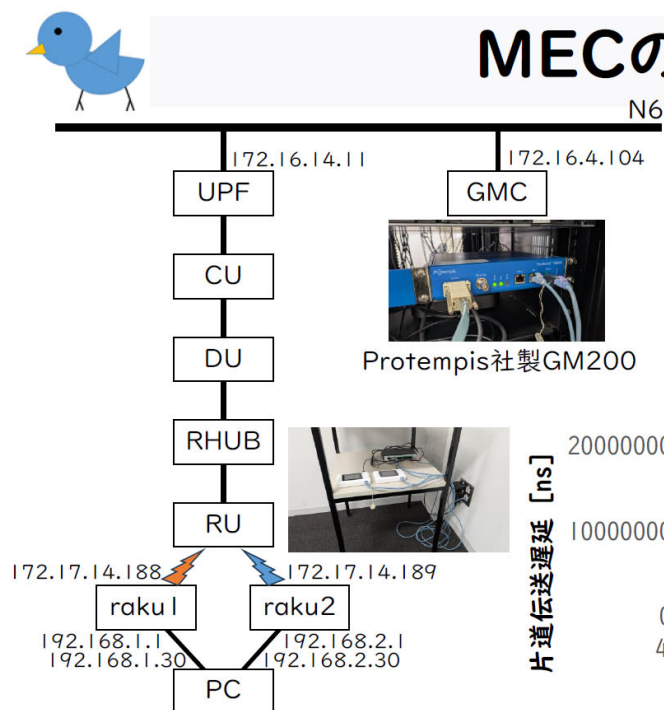 MECの
N6
172.16.14.11
172.16.4.104
UPF
GMC
CU
DU
Protempis社製GM200
RHUB
RU
172.17.14.188
172.17.14.189
raku1
raku2
192.168.1.1
192.168.1.30
192.168.2.1
192.168.2.30
PC
片道伝送遅延 [ns]
20000000
10000000
0
4